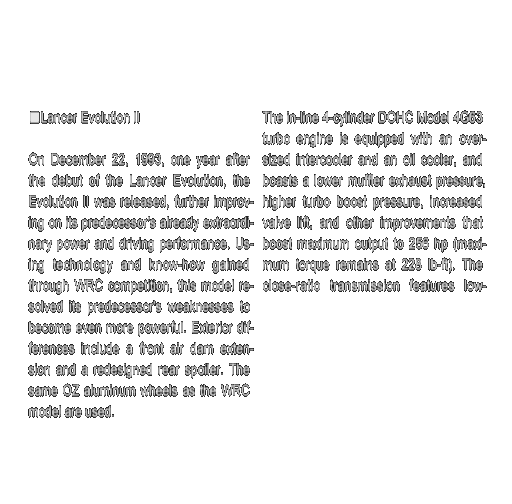 ■Lancer Evolution II
On December 22, 1993, one year after
the debut of the Lancer Evolution, the
Evolution II was released, further improv-
ing on its predecessor's already extraordi-
nary power and driving performance. Us-
ing technology and know-how gained
through WRC competition, this model re-
solved its predecessor's weaknesses to
become even more powerful. Exterior dif-
ferences include a front air dam exten-
sion and a redesigned rear spoiler. The
same OZ aluminum wheels as the WRC
model are used.
The in-line 4-cylinder DOHC Model 4G63
turbo engine is equipped with an over-
sized intercooler and an oil cooler, and
boasts a lower muffler exhaust pressure,
higher turbo boost pressure, increased
valve lift, and other improvements that
boost maximum output to 256 hp (maxi-
mum torque remains at 228 lb-ft). The
close-ratio transmission features low-